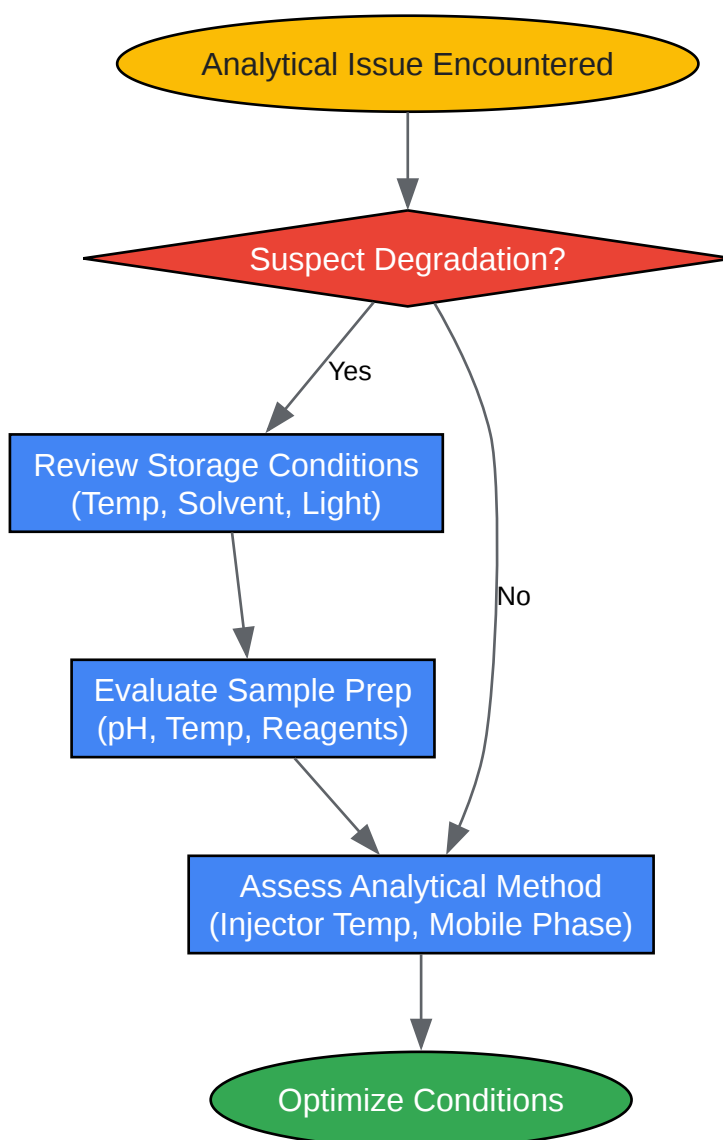 Analytical Issue Encountered
Suspect Degradation?
Yes
Review Storage Conditions
(Temp, Solvent, Light)
No
Evaluate Sample Prep
(pH, Temp, Reagents)
Assess Analytical Method
(Injector Temp, Mobile Phase)
Optimize Conditions